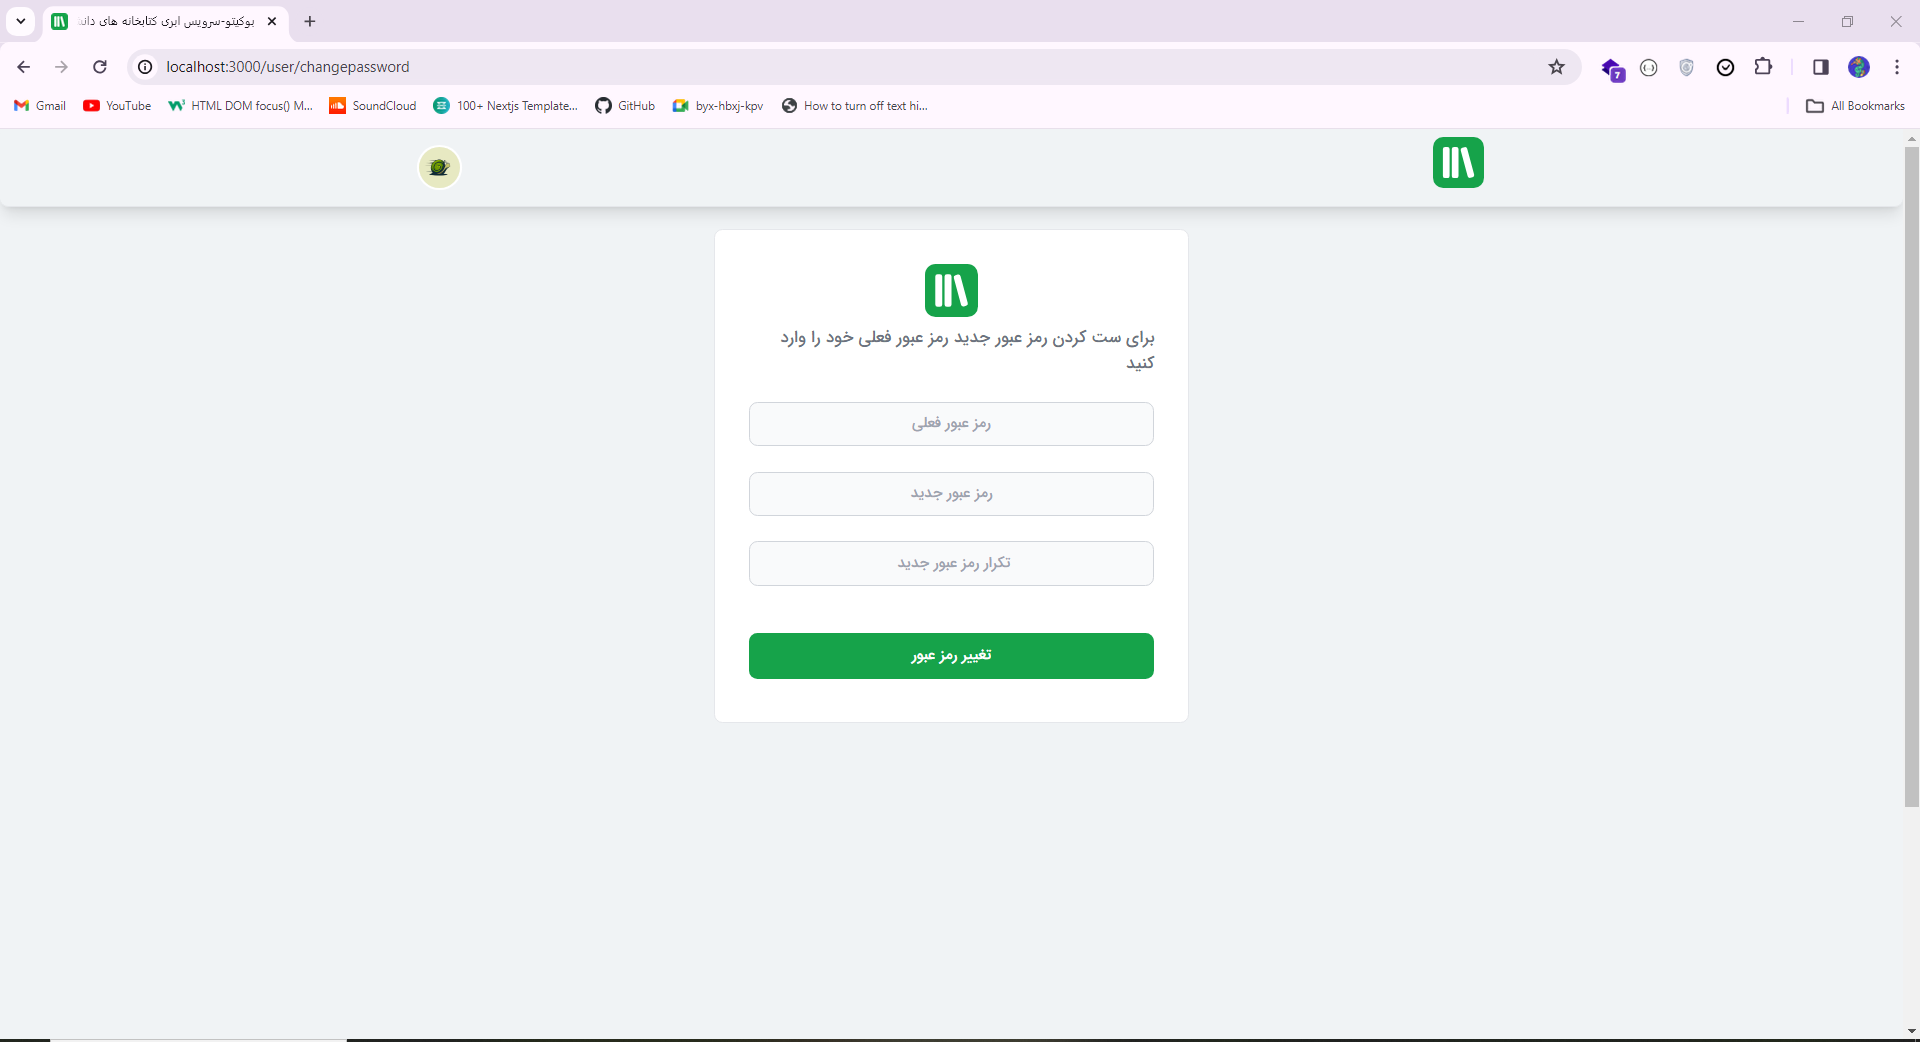 بوکیتو-سرویس ابری کتابخانه های
localhost:3000/user/changepassword
7
Gmail
YouTube
HTML DOM focus() M...
SoundCloud
100+ Nextjs Template...
GitHub
byx-hbxj-kpv
How to turn off text hi...
All Bookmarks
برای ست کردن رمز عبور جدید رمز عبور فعلی خود را وارد
کنید
رمز عبور فعلی
رمز عبور جدید
تکرار رمز عبور جدید
تغییر رمز عبور